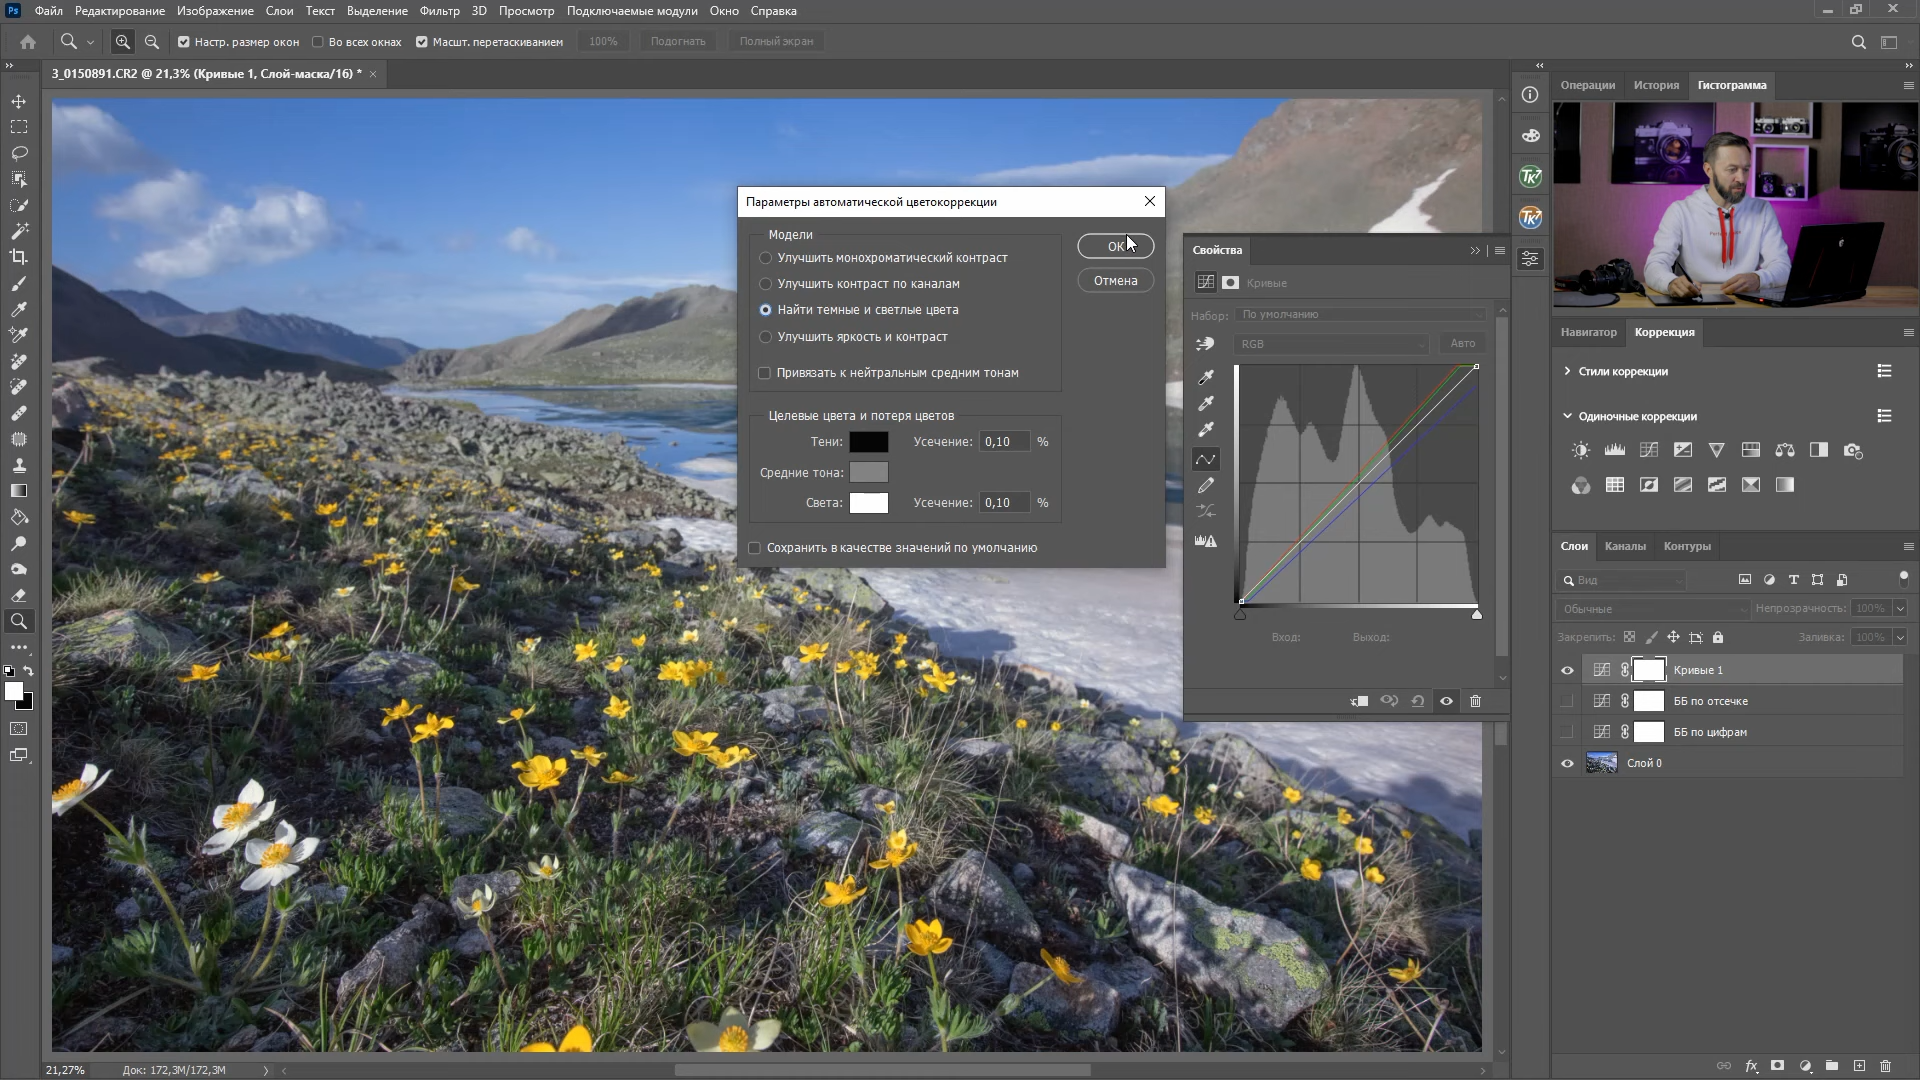 Ps Файл Редактирование Изображение Слои Текст Выделение Фильтр 3D Просмотр Подключаемые модули Окно Справка
Настр. размер окон Во всех окнах Масшт. перетаскиванием 100% Подогнать Полный экран
3_0150891.CR2 @ 21,3% (Кривые 1, Слой-маска/16) *
Операции История Гистограмма
Параметры автоматической цветокоррекции
Модели
Улучшить монохроматический контраст
Улучшить контраст по каналам
Найти темные и светлые цвета
Улучшить яркость и контраст
Привязать к нейтральным средним тонам
OK
Отмена
Целевые цвета и потеря цветов
Тени: Усечение: 0,10 %
Средние тона:
Света: Усечение: 0,10 %
Сохранить в качестве значений по умолчанию
Свойства
Кривые
Набор: По умолчанию
RGB Авто
Вход: Выход:
TK7
TK7
Навигатор Коррекция
Стили коррекции
Одиночные коррекции
Слои Каналы Контуры
Вид
Обычные Непрозрачность: 100%
Закрепить: Заливка: 100%
Кривые 1
ББ по отсечке
ББ по цифрам
Слой 0
fx
21,27% Док: 172,3M/172,3M